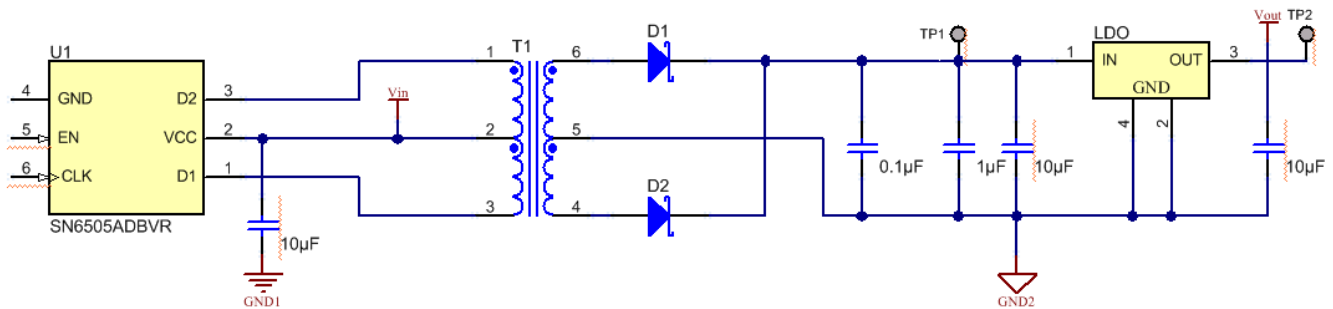 U1
4 GND D2 3
5 EN VCC 2
6 CLK D1 1
SN6505ADBVR
10µF
GND1
Vin
T1
1 6
2 5
3 4
D1
D2
TP1
0.1µF
1µF
10µF
GND2
LDO
1 IN OUT 3
GND
4 2
Vout
TP2
10µF